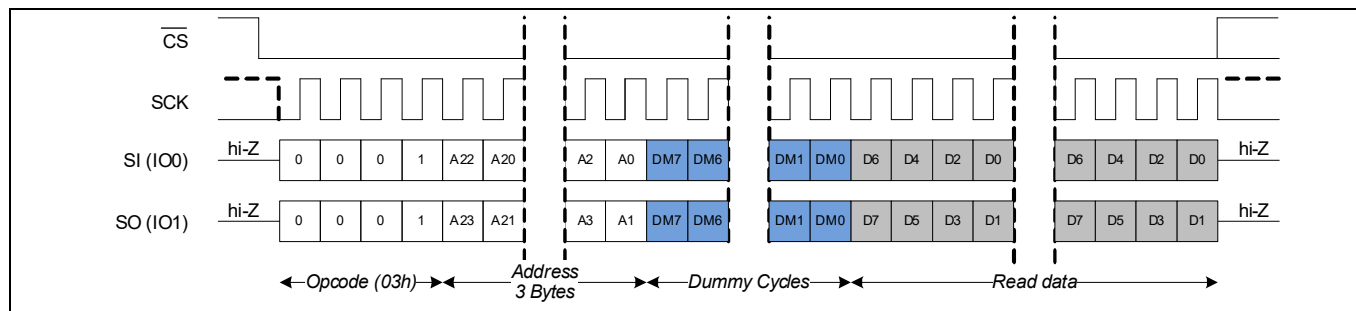 CS
SCK
SI (IO0) hi-Z 0 0 0 1 A22 A20 A2 A0 DM7 DM6 DM1 DM0 D6 D4 D2 D0 D6 D4 D2 D0 hi-Z
SO (IO1) hi-Z 0 0 0 1 A23 A21 A3 A1 DM7 DM6 DM1 DM0 D7 D5 D3 D1 D7 D5 D3 D1 hi-Z
Opcode (03h) Address Dummy Cycles Read data
3 Bytes